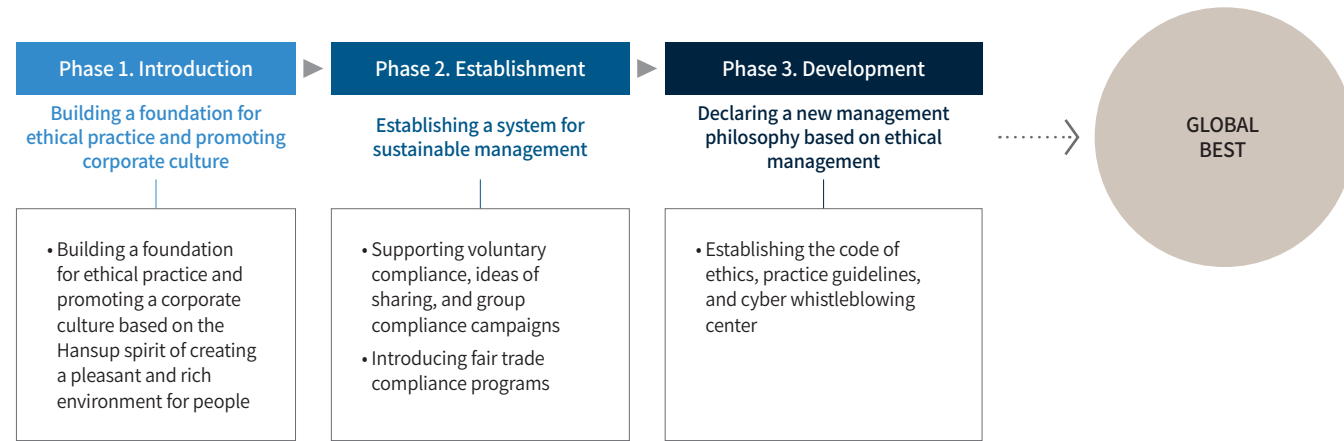 Phase 1. Introduction
Building a foundation for
ethical practice and promoting
corporate culture
• Building a foundation
for ethical practice and
promoting a corporate
culture based on the
Hansup spirit of creating
a pleasant and rich
environment for people
Phase 2. Establishment
Establishing a system for
sustainable management
• Supporting voluntary
compliance, ideas of
sharing, and group
compliance campaigns
• Introducing fair trade
compliance programs
Phase 3. Development
Declaring a new management
philosophy based on ethical
management
• Establishing the code of
ethics, practice guidelines,
and cyber whistleblowing
center
GLOBAL
BEST